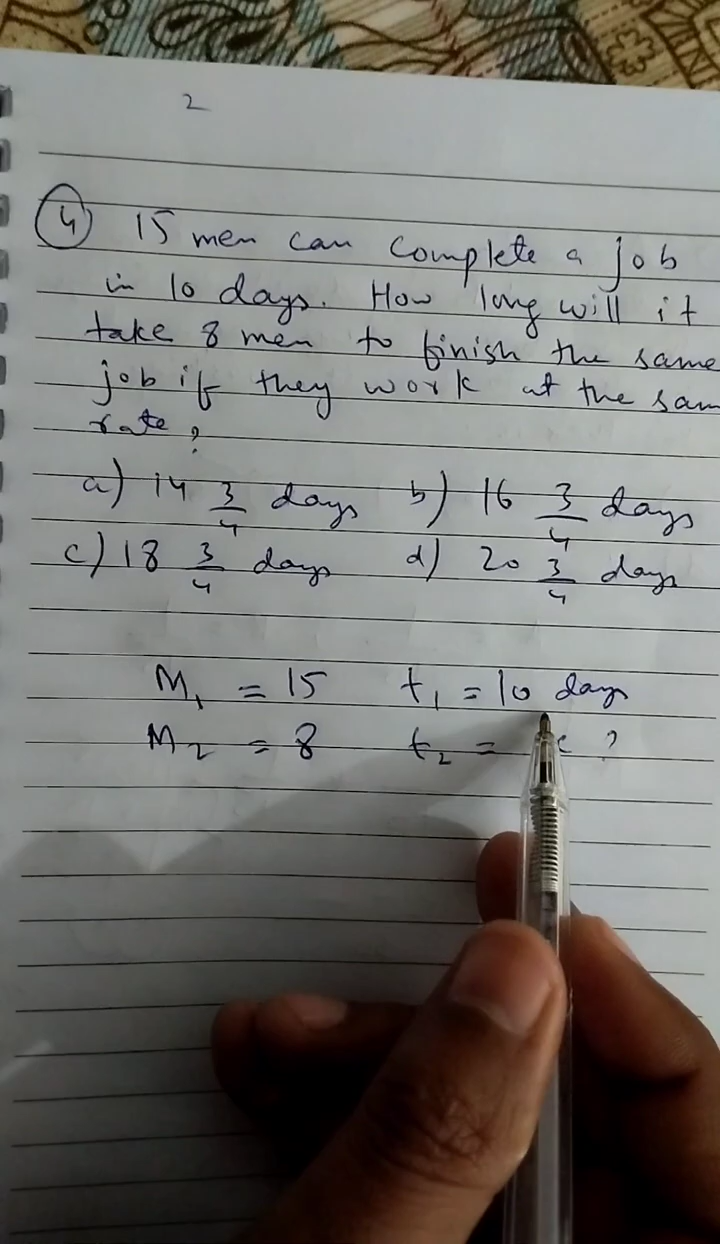 2
4 15 men can complete a job
in 10 days. How long will it
take 8 men to finish the same
job if they work at the sam
rate ?
a) 14 3/4 days b) 16 3/4 days
c) 18 3/4 days d) 20 3/4 days
M1 = 15 t1 = 10 days
M2 = 8 t2 = ?